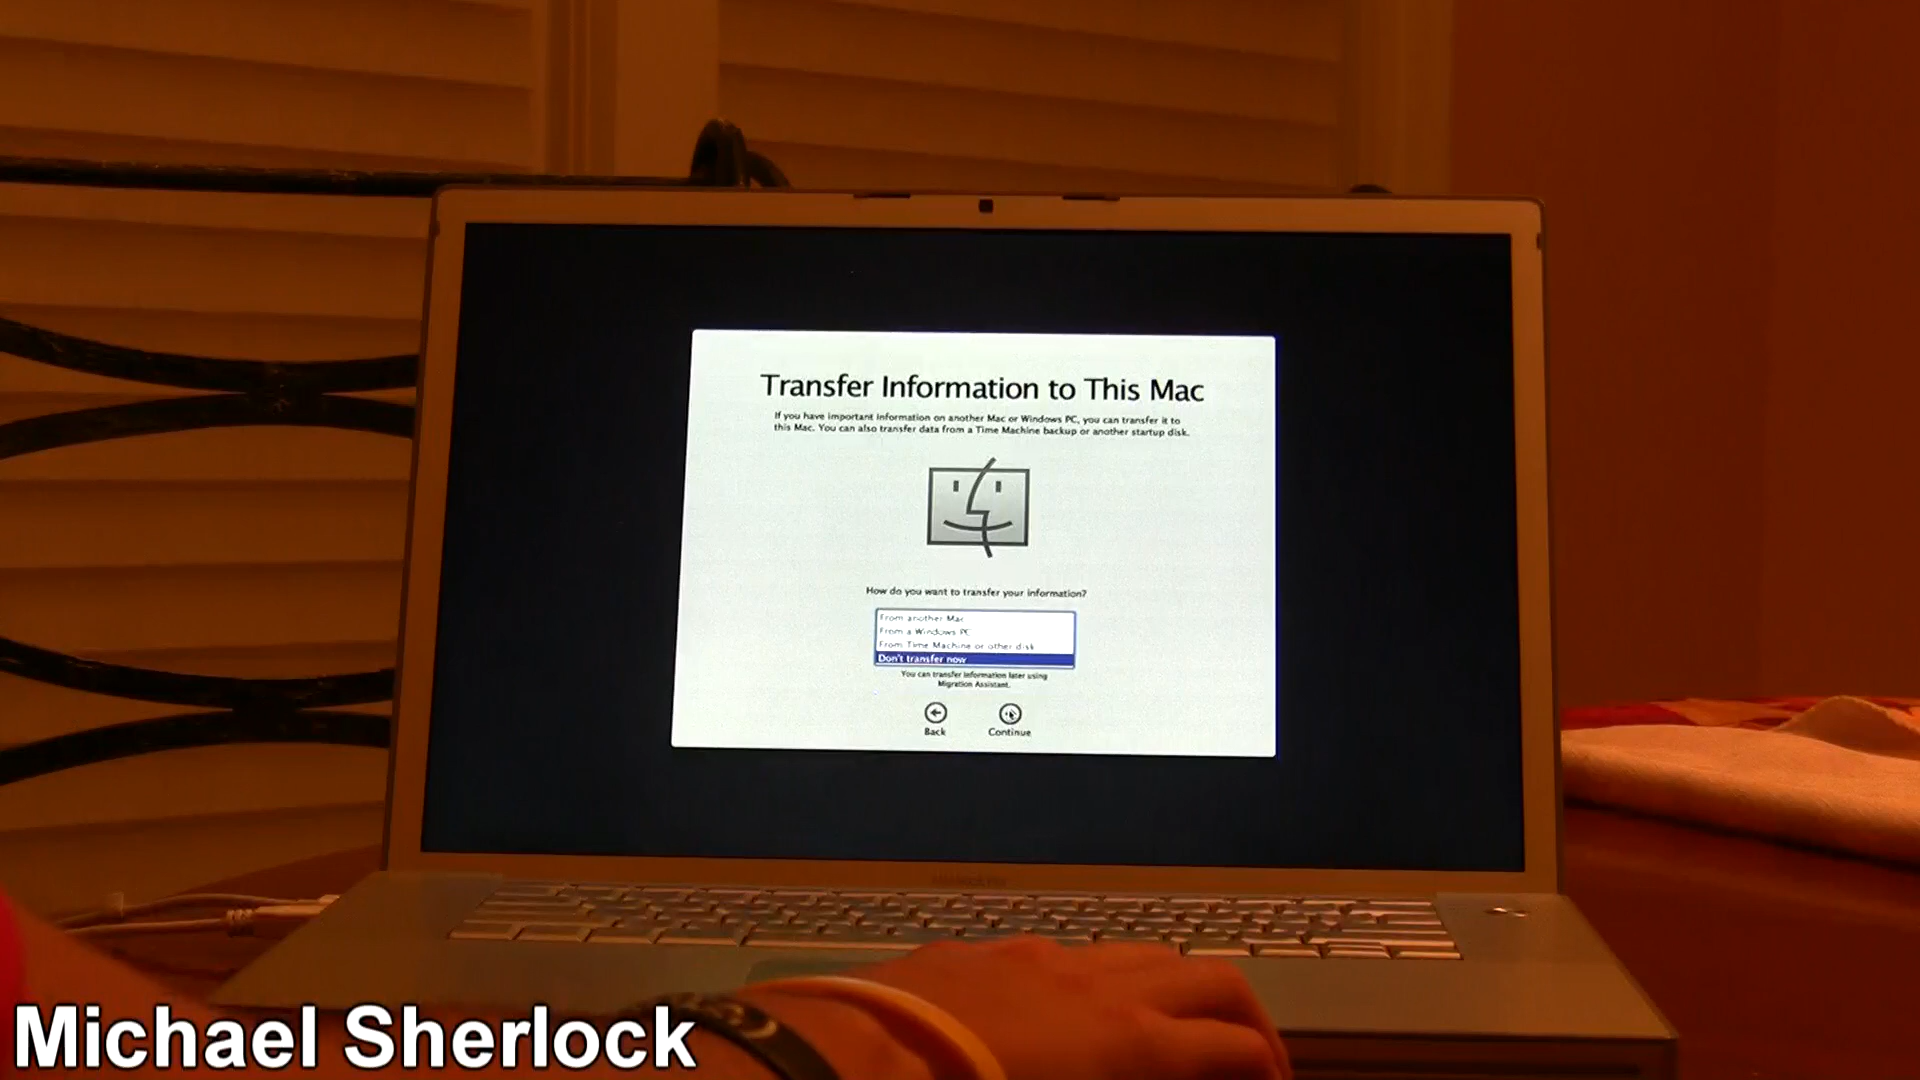 Transfer Information to This Mac
If you have important information on another Mac or Windows PC, you can transfer it to
this Mac. You can also transfer data from a Time Machine backup or another startup disk.
How do you want to transfer your information?
From another Mac
From a Windows PC
From Time Machine or other disk
Don't transfer now
You can transfer information later using
Migration Assistant.
Back
Continue
Michael Sherlock